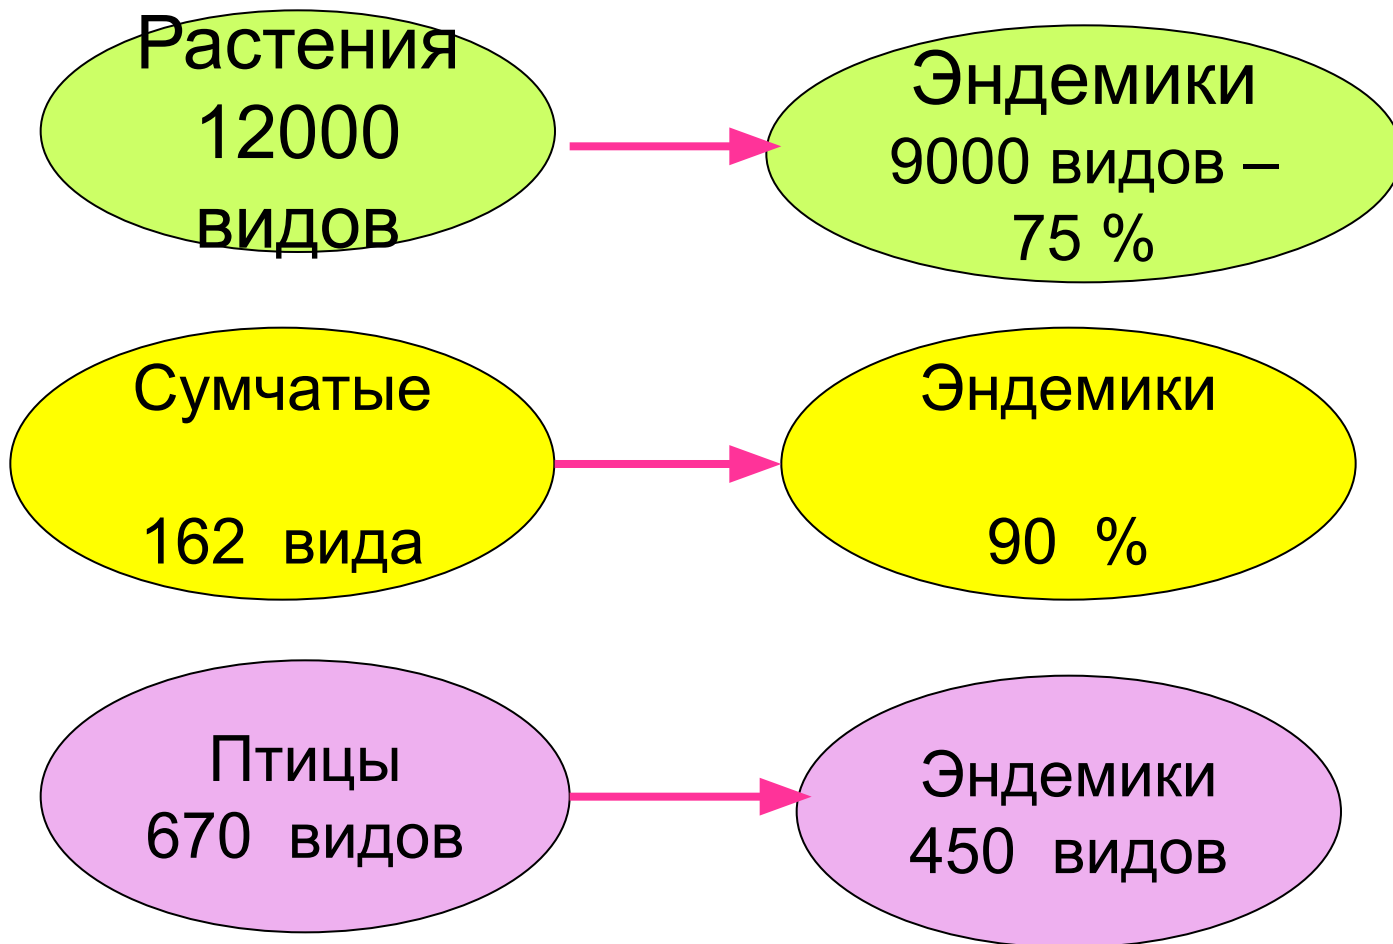 Растения
12000
видов
Эндемики
9000 видов –
75 %
Сумчатые
162 вида
Эндемики
90 %
Птицы
670 видов
Эндемики
450 видов